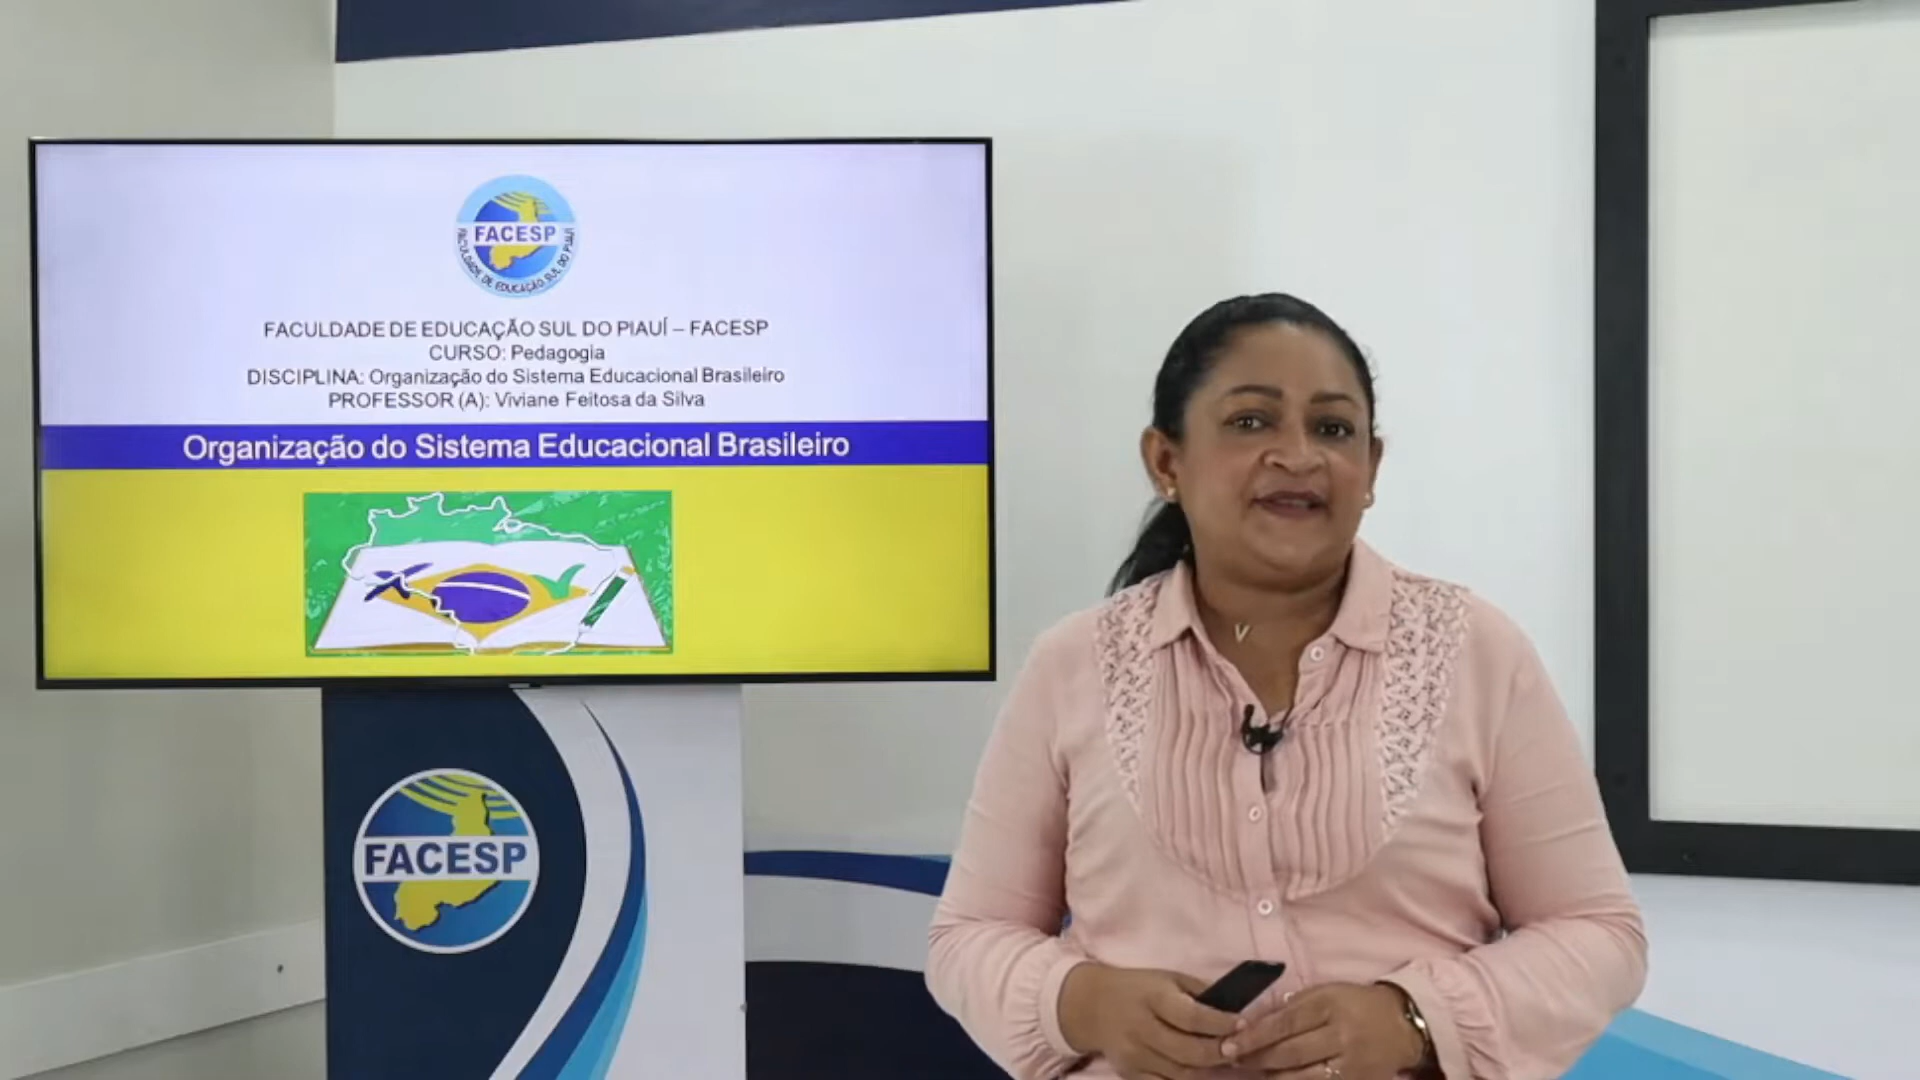 FACESP
FACULDADE DE EDUCAÇÃO SUL DO PIAUÍ
FACULDADE DE EDUCAÇÃO SUL DO PIAUÍ – FACESP
CURSO: Pedagogia
DISCIPLINA: Organização do Sistema Educacional Brasileiro
PROFESSOR (A): Viviane Feitosa da Silva
Organização do Sistema Educacional Brasileiro
FACESP
V